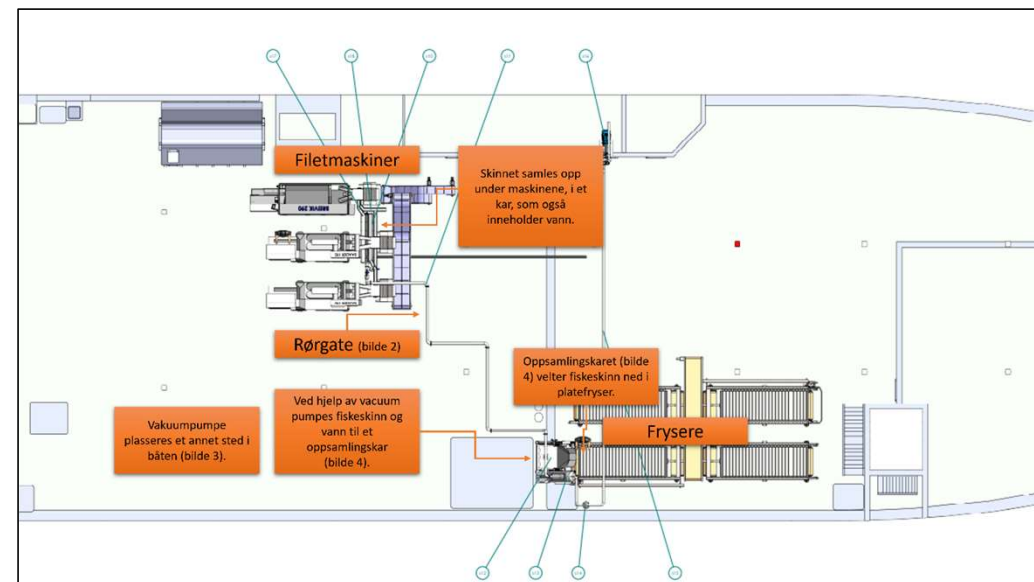 Filetmaskiner
Skinnet samles opp
under maskinene, i et
kar, som også
inneholder vann.
Rørgate (bilde 2)
Oppsamlingskaret (bilde
4) velter fiskeskinn ned i
platefryser.
Vakuumpumpe
plasseres et annet sted i
båten (bilde 3).
Ved hjelp av vacuum
pumpes fiskeskinn og
vann til et
oppsamlingskar
(bilde 4).
Frysere